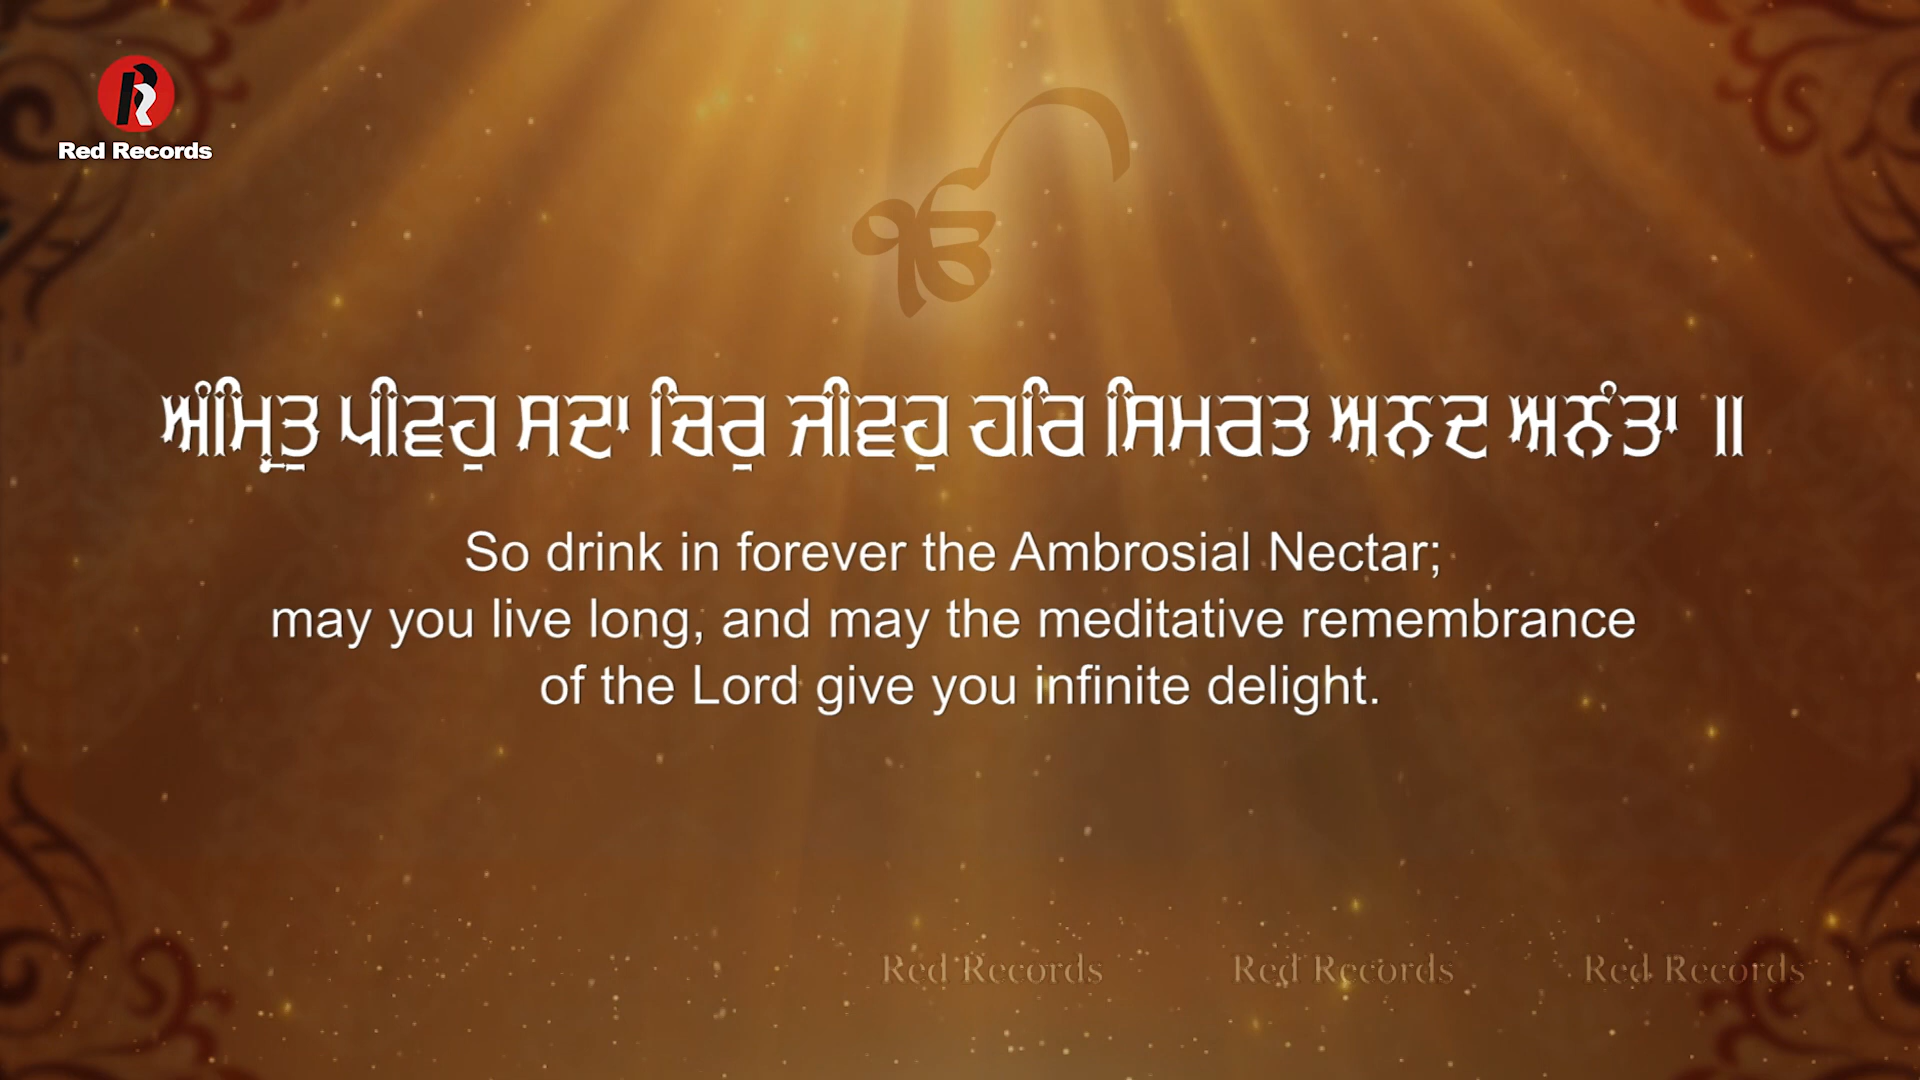 Red Records
ੴ
ਅੰਮ੍ਰਿਤੁ ਪੀਵਹੁ ਸਦਾ ਚਿਰੁ ਜੀਵਹੁ ਹਰਿ ਸਿਮਰਤ ਅਨਦ ਅਨੰਤਾ ॥
So drink in forever the Ambrosial Nectar;
may you live long, and may the meditative remembrance
of the Lord give you infinite delight.
Red Records Red Records Red Records